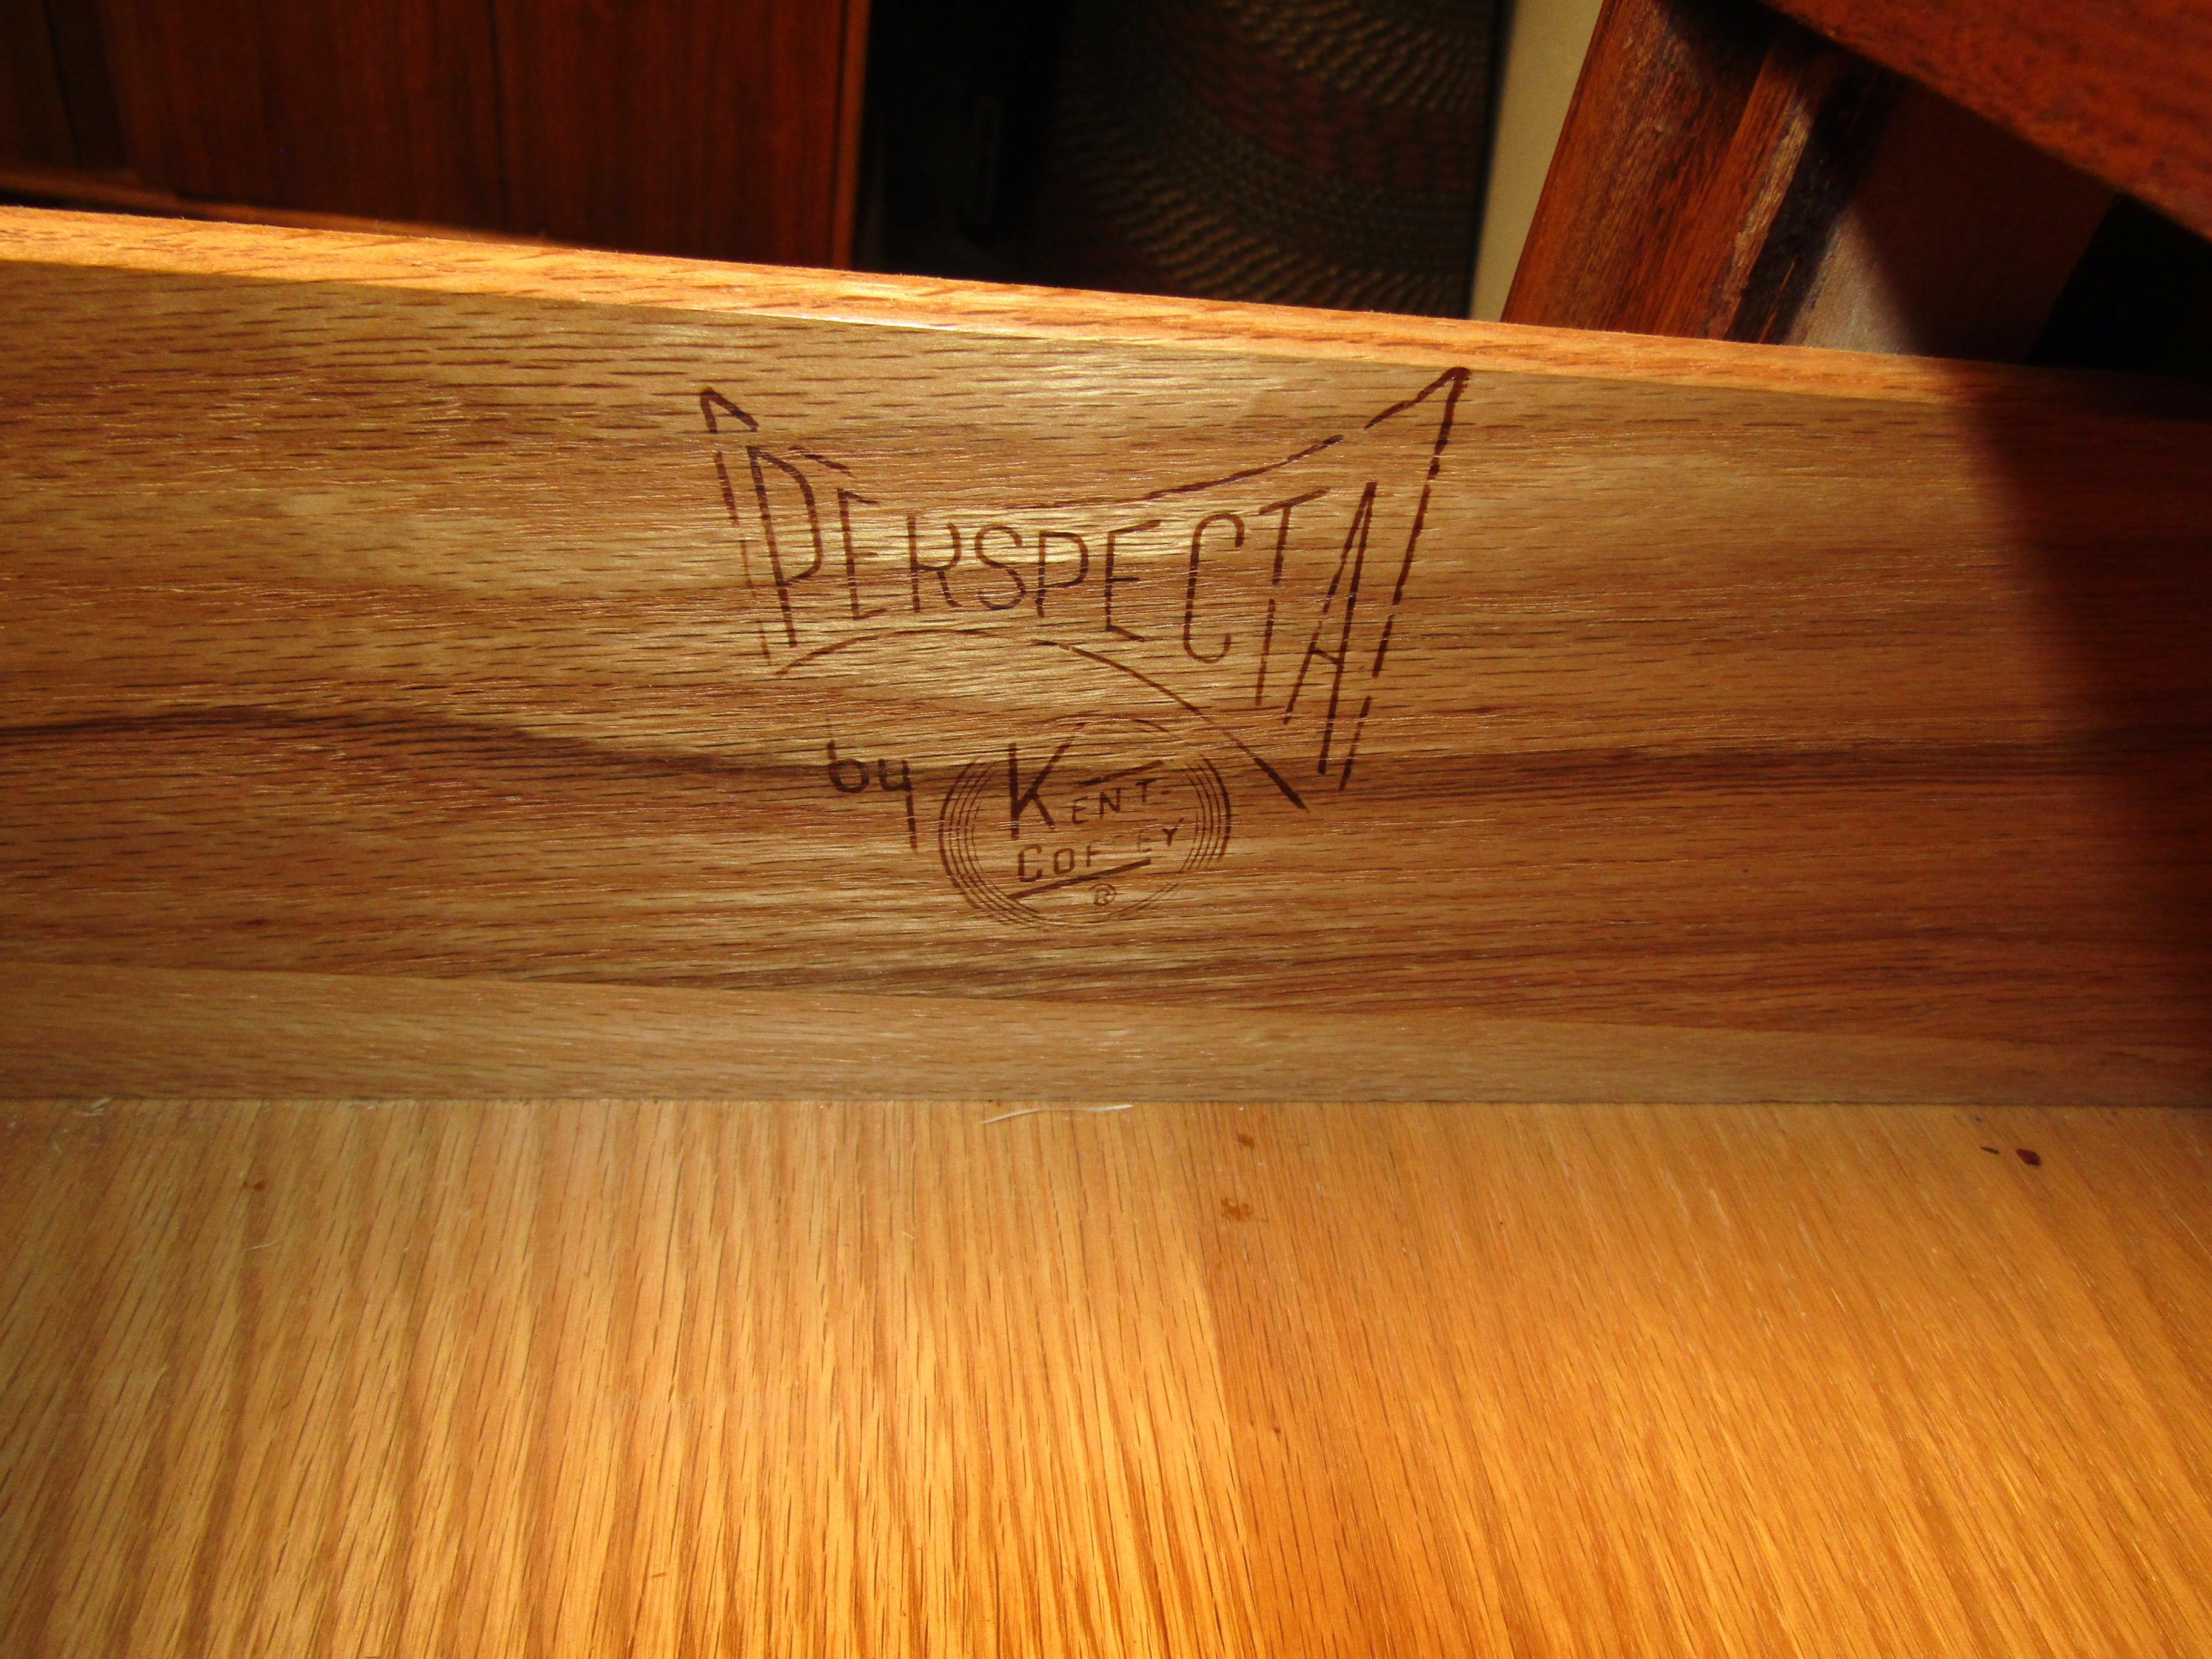 PERSPECTA
by KENT-
COFFEY
®